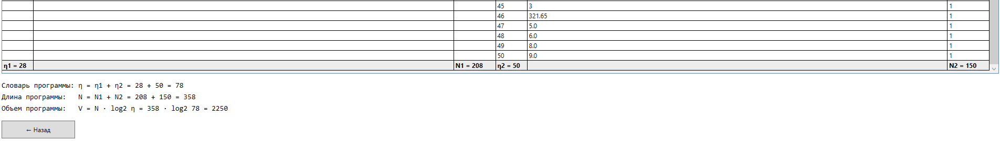 45 3 1
46 321.65 1
47 5.0 1
48 6.0 1
49 8.0 1
50 9.0 1
η1 = 28 N1 = 208 η2 = 50 N2 = 150
Словарь программы: η = η1 + η2 = 28 + 50 = 78
Длина программы: N = N1 + N2 = 208 + 150 = 358
Объем программы: V = N · log2 η = 358 · log2 78 = 2250
← Назад